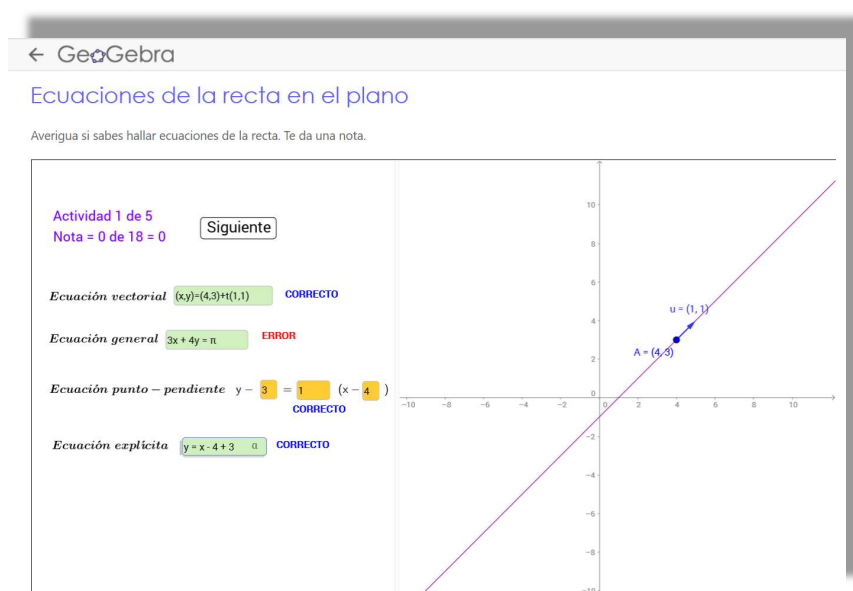 ← GeoGebra
Ecuaciones de la recta en el plano
Averigua si sabes hallar ecuaciones de la recta. Te da una nota.
Actividad 1 de 5
Nota = 0 de 18 = 0
Siguiente
Ecuación vectorial (x,y)=(4,3)+t(1,1) CORRECTO
Ecuación general 3x + 4y = π ERROR
Ecuación punto – pendiente y – 3 = 1 (x – 4 )
CORRECTO
Ecuación explícita y = x - 4 + 3 α CORRECTO
10
8
6
u = (1, 1)
4
A = (4, 3)
2
0
−10 −8 −6 −4 −2 0 2 4 6 8 10
−2
−4
−6
−8
−10